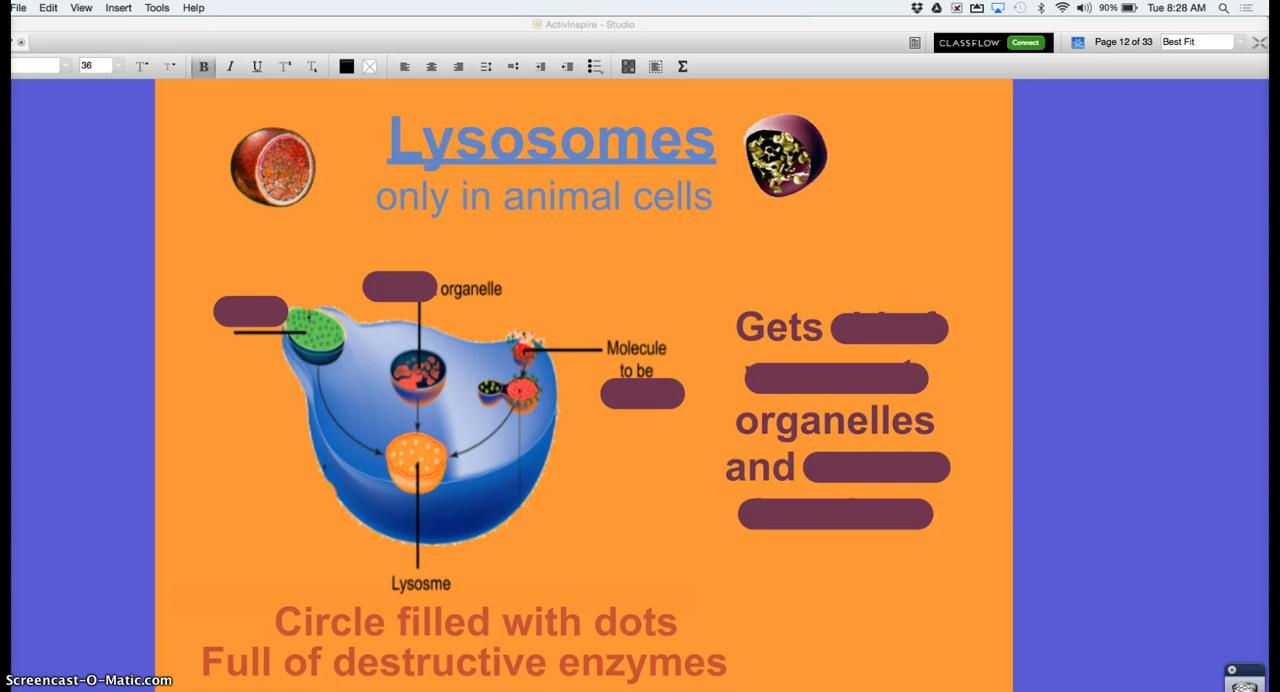 File Edit View Insert Tools Help 90% Tue 8:28 AM
ActivInspire - Studio
CLASSFLOW Connect Page 12 of 33 Best Fit
36 B I U Σ
Lysosomes
only in animal cells
organelle
Molecule
to be
Gets
organelles
and
Lysosme
Circle filled with dots
Full of destructive enzymes
Screencast-O-Matic.com